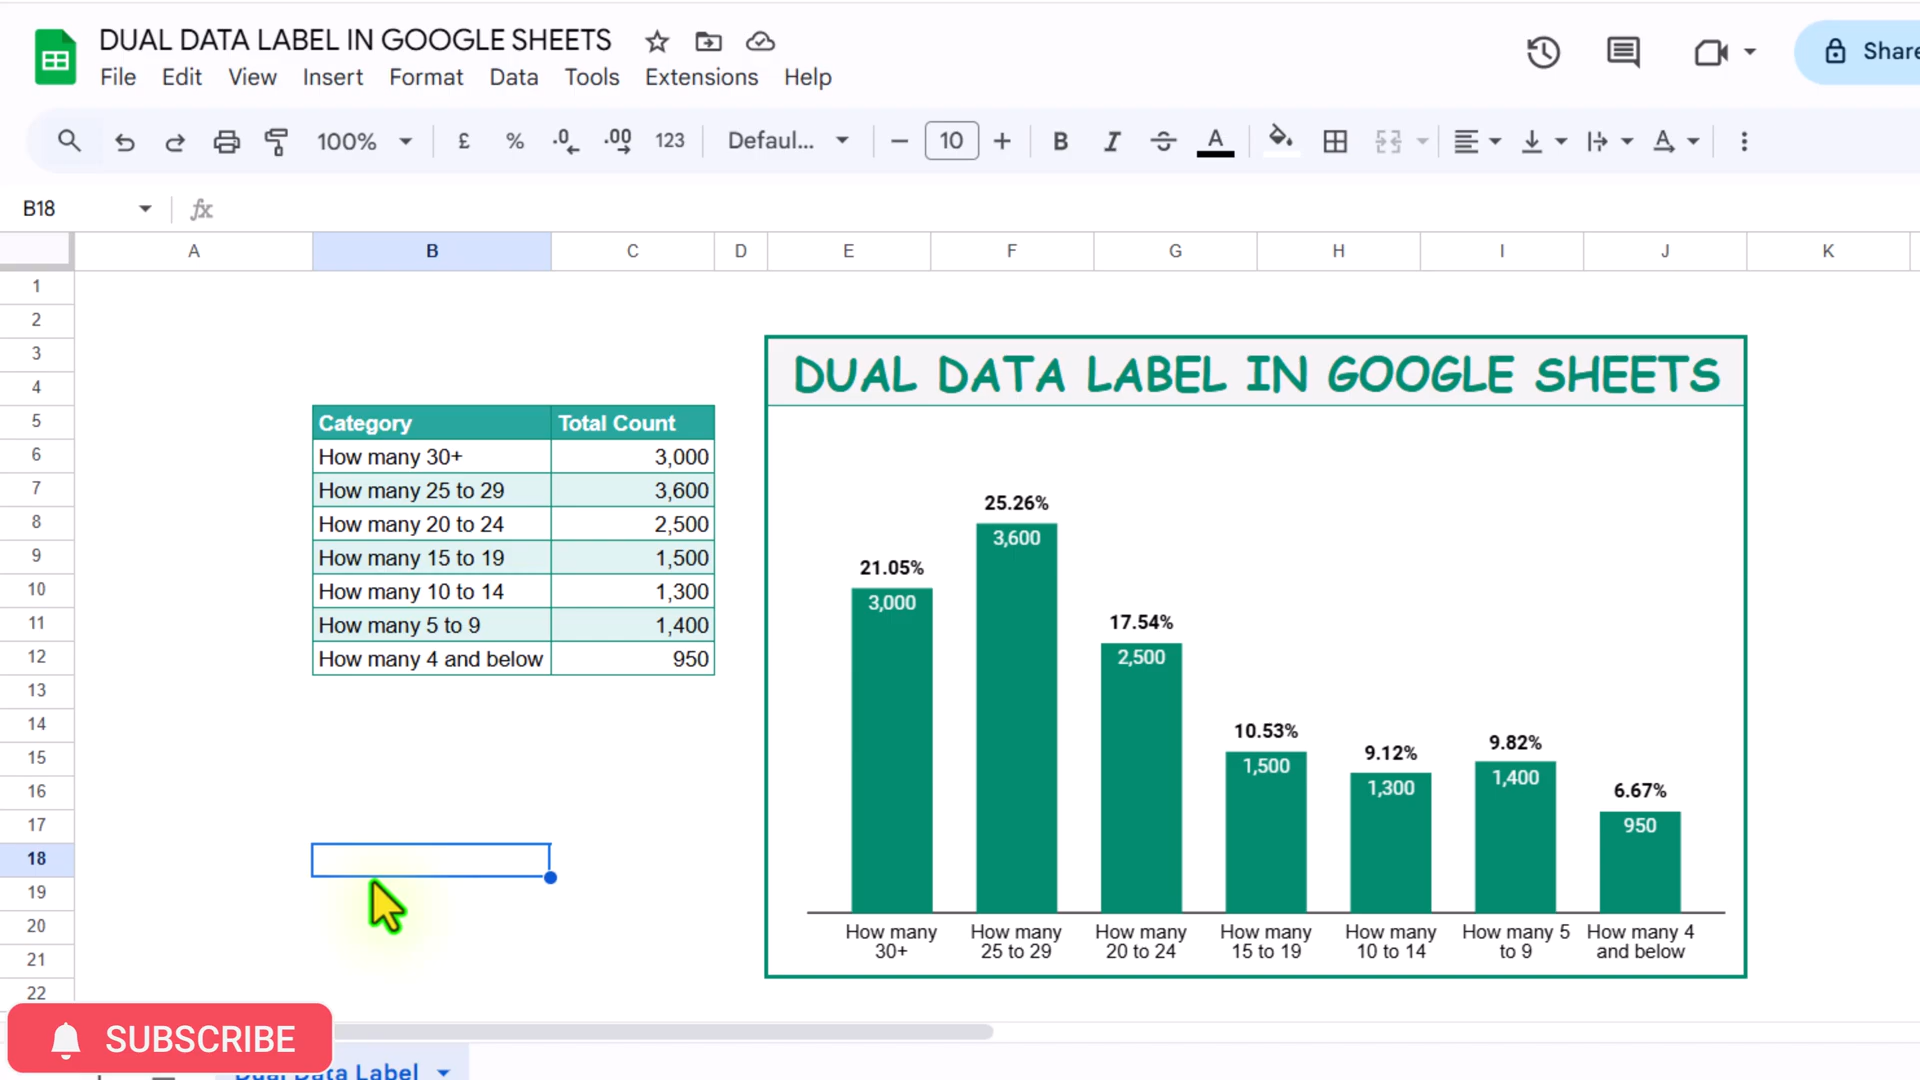 DUAL DATA LABEL IN GOOGLE SHEETS
File Edit View Insert Format Data Tools Extensions Help
Share
100% £ % .0 .00 123 Defaul... 10 B I A A
B18 fx
A B C D E F G H I J K
1
2
3
4
5
6
7
8
9
10
11
12
13
14
15
16
17
18
19
20
21
22
Category Total Count
How many 30+ 3,000
How many 25 to 29 3,600
How many 20 to 24 2,500
How many 15 to 19 1,500
How many 10 to 14 1,300
How many 5 to 9 1,400
How many 4 and below 950
DUAL DATA LABEL IN GOOGLE SHEETS
21.05% 25.26% 17.54% 10.53% 9.12% 9.82% 6.67%
3,000 3,600 2,500 1,500 1,300 1,400 950
How many 30+
How many 25 to 29
How many 20 to 24
How many 15 to 19
How many 10 to 14
How many 5 to 9
How many 4 and below
SUBSCRIBE
Dual Data Label